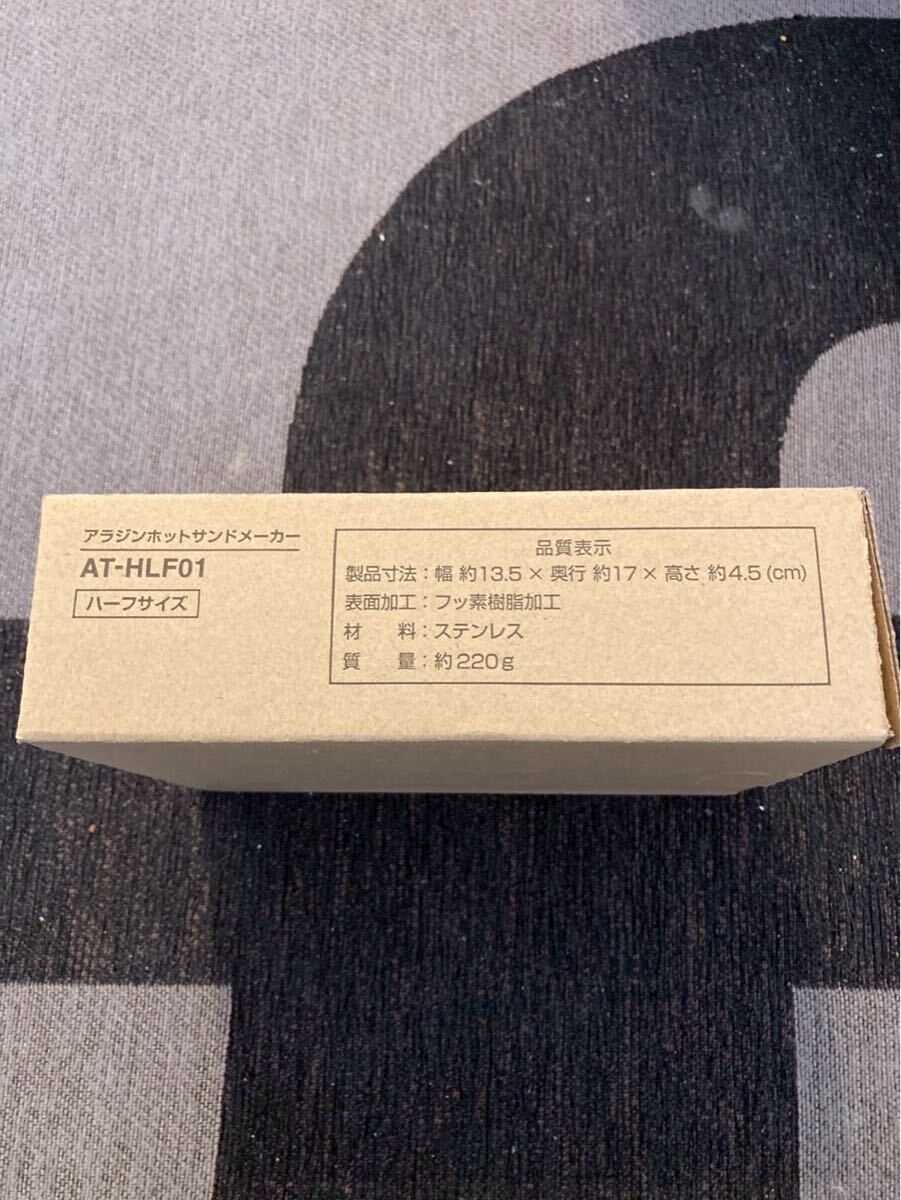 アラジンホットサンドメーカー
AT-HLF01
ハーフサイズ
品質表示
製品寸法：幅 約13.5 × 奥行 約17 × 高さ 約4.5 (cm)
表面加工：フッ素樹脂加工
材　　料：ステンレス
質　　量：約220g